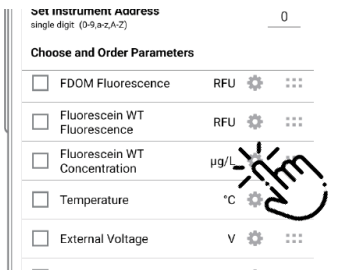 Set Instrument Address
single digit (0-9,a-z,A-Z)
0
Choose and Order Parameters
FDOM Fluorescence RFU
Fluorescein WT
Fluorescence RFU
Fluorescein WT
Concentration µg/L
Temperature °C
External Voltage V